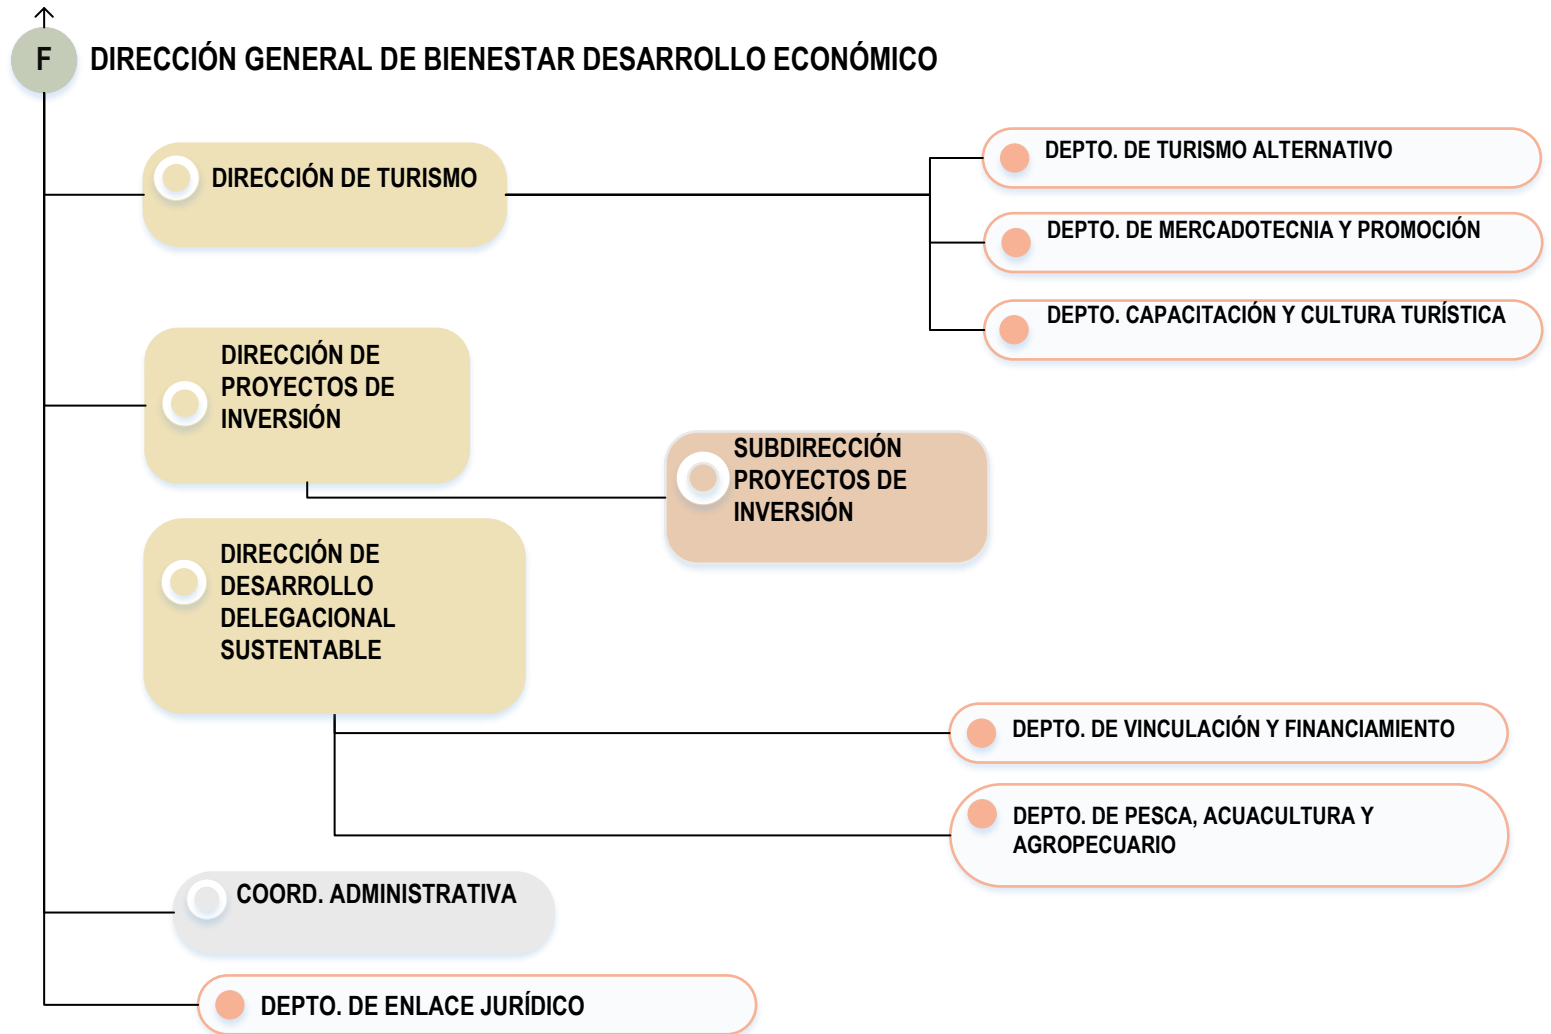 F
DIRECCIÓN GENERAL DE BIENESTAR DESARROLLO ECONÓMICO
DIRECCIÓN DE TURISMO
DEPTO. DE TURISMO ALTERNATIVO
DEPTO. DE MERCADOTECNIA Y PROMOCIÓN
DEPTO. CAPACITACIÓN Y CULTURA TURÍSTICA
DIRECCIÓN DE
PROYECTOS DE
INVERSIÓN
SUBDIRECCIÓN
PROYECTOS DE
INVERSIÓN
DIRECCIÓN DE
DESARROLLO
DELEGACIONAL
SUSTENTABLE
DEPTO. DE VINCULACIÓN Y FINANCIAMIENTO
DEPTO. DE PESCA, ACUACULTURA Y
AGROPECUARIO
COORD. ADMINISTRATIVA
DEPTO. DE ENLACE JURÍDICO